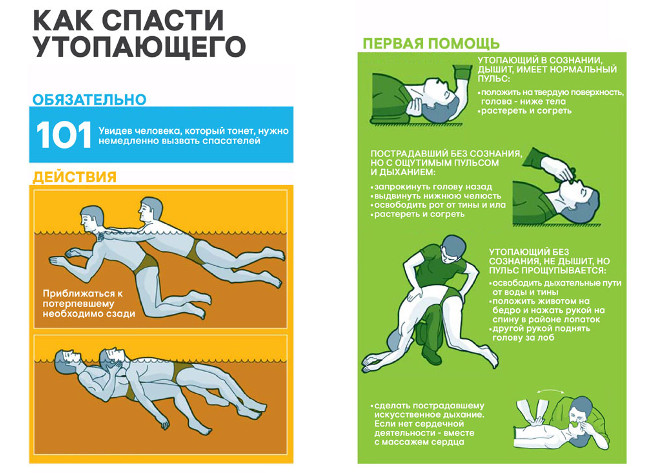 КАК СПАСТИ
УТОПАЮЩЕГО
ОБЯЗАТЕЛЬНО
101
Увидев человека, который тонет, нужно
немедленно вызвать спасателей
ДЕЙСТВИЯ
Приближаться к
потерпевшему
необходимо сзади
ПЕРВАЯ ПОМОЩЬ
УТОПАЮЩИЙ В СОЗНАНИИ,
ДЫШИТ, ИМЕЕТ НОРМАЛЬНЫЙ
ПУЛЬС:
•положить на твердую поверхность,
голова - ниже тела
•растереть и согреть
ПОСТРАДАВШИЙ БЕЗ СОЗНАНИЯ,
НО С ОЩУТИМЫМ ПУЛЬСОМ
И ДЫХАНИЕМ:
•запрокинуть голову назад
•выдвинуть нижнюю челюсть
•освободить рот от тины и ила
•растереть и согреть
УТОПАЮЩИЙ БЕЗ
СОЗНАНИЯ, НЕ ДЫШИТ, НО
ПУЛЬС ПРОЩУПЫВАЕТСЯ:
•освободить дыхательные пути
от воды и тины
•положить животом на
бедро и нажать рукой на
спину в районе лопаток
•другой рукой поднять
голову за лоб
•сделать пострадавшему
искусственное дыхание.
Если нет сердечной
деятельности - вместе
с массажем сердца